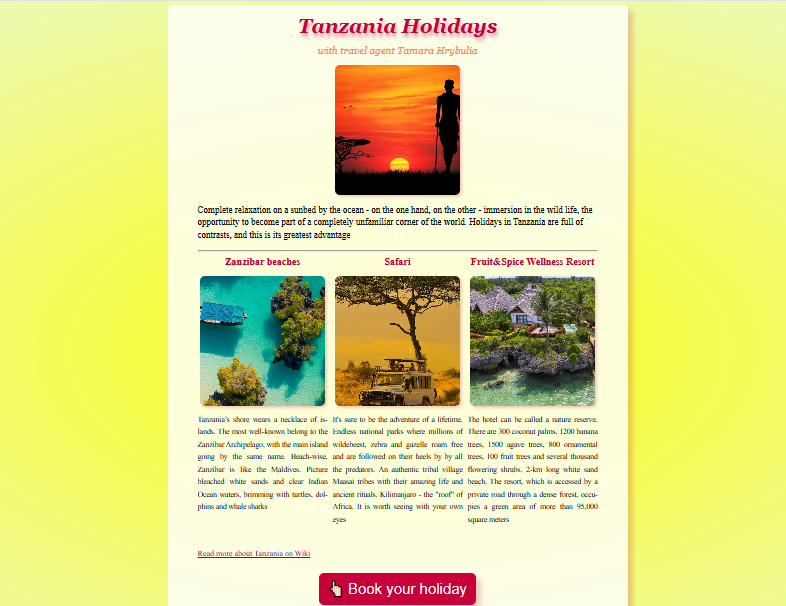 Tanzania Holidays
with travel agent Tamara Hrybulia
Complete relaxation on a sunbed by the ocean - on the one hand, on the other - immersion in the wild life, the
opportunity to become part of a completely unfamiliar corner of the world. Holidays in Tanzania are full of
contrasts, and this is its greatest advantage
Zanzibar beaches
Tanzania's shore wears a necklace of is-
lands. The most well-known belong to the
Zanzibar Archipelago, with the main island
going by the same name. Beach-wise,
Zanzibar is like the Maldives. Picture
bleached white sands and clear Indian
Ocean waters, brimming with turtles, dol-
phins and whale sharks
Safari
It's sure to be the adventure of a lifetime.
Endless national parks where millions of
wildebeest, zebra and gazelle roam free
and are followed on their heels by by all
the predators. An authentic tribal village
Maasai tribes with their amazing life and
ancient rituals. Kilimanjaro - the "roof" of
Africa. It is worth seeing with your own
eyes
Fruit&Spice Wellness Resort
The hotel can be called a nature reserve.
There are 300 coconut palms, 1200 banana
trees, 1500 agave trees, 800 ornamental
trees, 100 fruit trees and several thousand
flowering shrubs. 2-km long white sand
beach. The resort, which is accessed by a
private road through a dense forest, occu-
pies a green area of more than 95,000
square meters
Read more about Tanzania on Wiki
Book your holiday